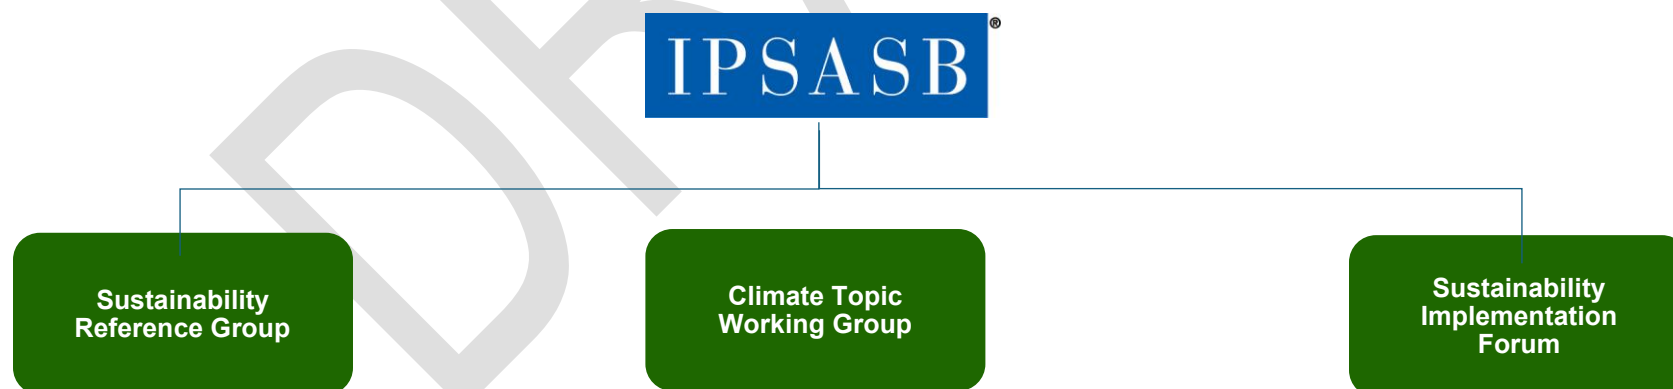 IPSASB®
Sustainability
Reference Group
Climate Topic
Working Group
Sustainability
Implementation
Forum